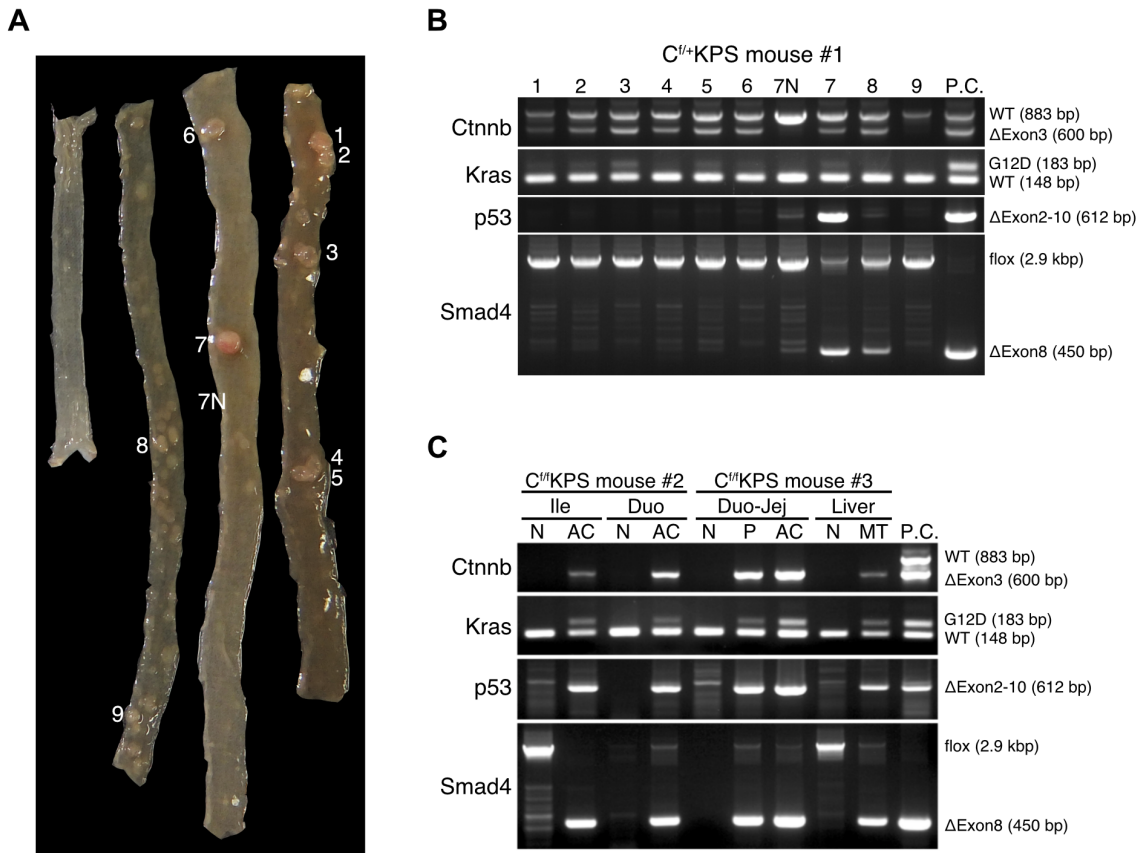 A
6
1
2
3
7
7N
8
4
5
9
B
C^f/+KPS mouse #1
1 2 3 4 5 6 7N 7 8 9 P.C.
Ctnnb
WT (883 bp)
ΔExon3 (600 bp)
Kras
G12D (183 bp)
WT (148 bp)
p53
ΔExon2-10 (612 bp)
flox (2.9 kbp)
Smad4
ΔExon8 (450 bp)
C
C^f/fKPS mouse #2 C^f/fKPS mouse #3
Ile Duo Duo-Jej Liver
N AC N AC N P AC N MT P.C.
Ctnnb
WT (883 bp)
ΔExon3 (600 bp)
Kras
G12D (183 bp)
WT (148 bp)
p53
ΔExon2-10 (612 bp)
flox (2.9 kbp)
Smad4
ΔExon8 (450 bp)